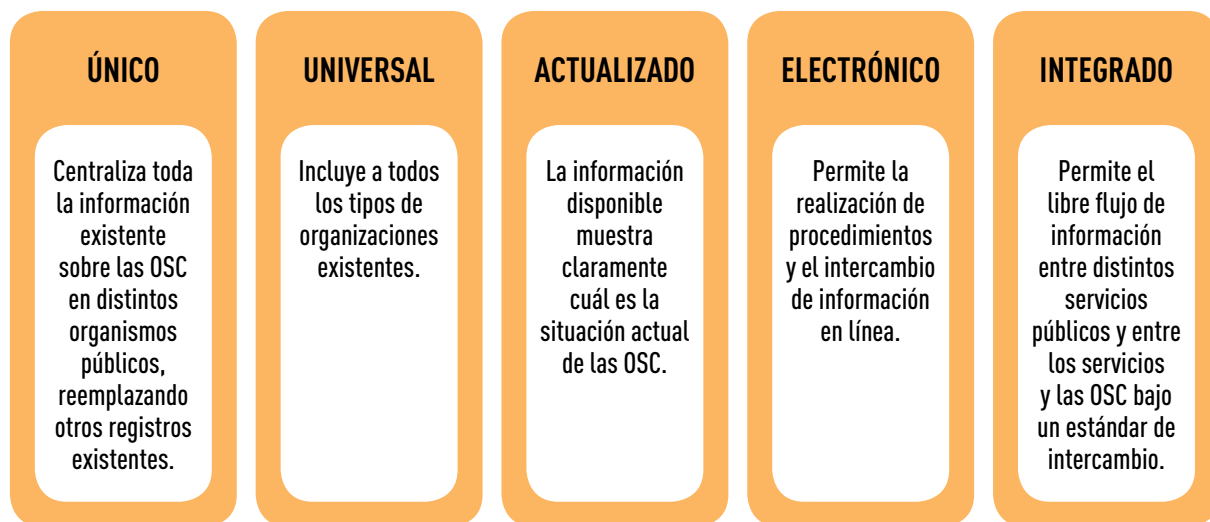 ÚNICO
Centraliza toda
la información
existente
sobre las OSC
en distintos
organismos
públicos,
reemplazando
otros registros
existentes.
UNIVERSAL
Incluye a todos
los tipos de
organizaciones
existentes.
ACTUALIZADO
La información
disponible
muestra
claramente
cuál es la
situación actual
de las OSC.
ELECTRÓNICO
Permite la
realización de
procedimientos
y el intercambio
de información
en línea.
INTEGRADO
Permite el
libre flujo de
información
entre distintos
servicios
públicos y entre
los servicios
y las OSC bajo
un estándar de
intercambio.